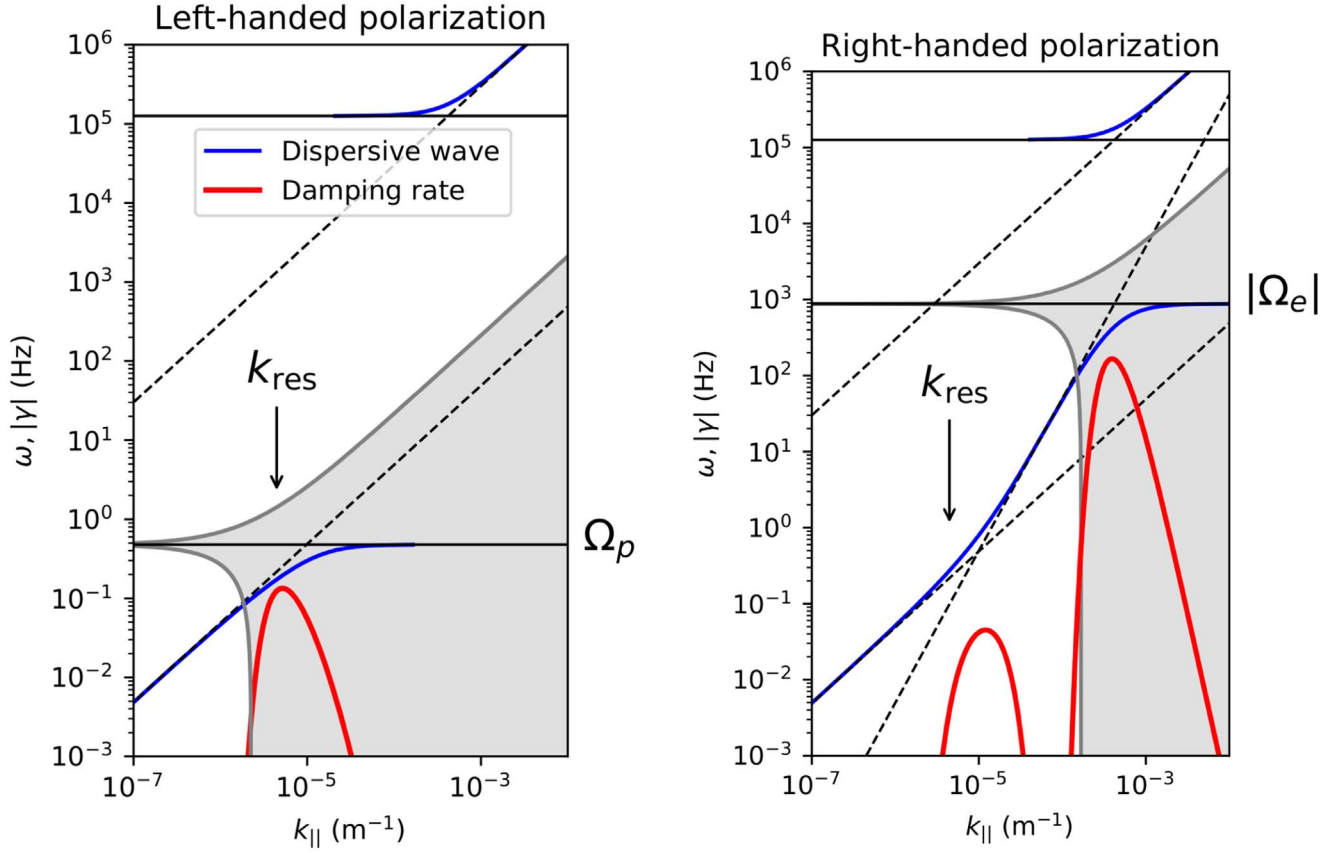 Left-handed polarization
10⁶
10⁵
10⁴
10³
10²
10¹
10⁰
10⁻¹
10⁻²
10⁻³
ω, |γ| (Hz)
Dispersive wave
Damping rate
k_res
Ω_p
10⁻⁷
10⁻⁵
10⁻³
k_|| (m⁻¹)
Right-handed polarization
10⁶
10⁵
10⁴
10³
10²
10¹
10⁰
10⁻¹
10⁻²
10⁻³
ω, |γ| (Hz)
|Ω_e|
k_res
10⁻⁷
10⁻⁵
10⁻³
k_|| (m⁻¹)